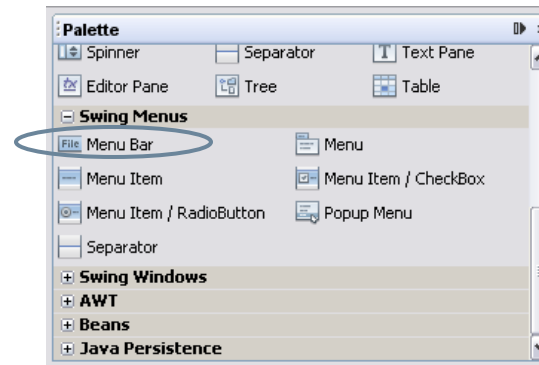 Palette
Spinner Separator Text Pane
Editor Pane Tree Table
Swing Menus
File Menu Bar Menu
Menu Item Menu Item / CheckBox
Menu Item / RadioButton Popup Menu
Separator
Swing Windows
AWT
Beans
Java Persistence